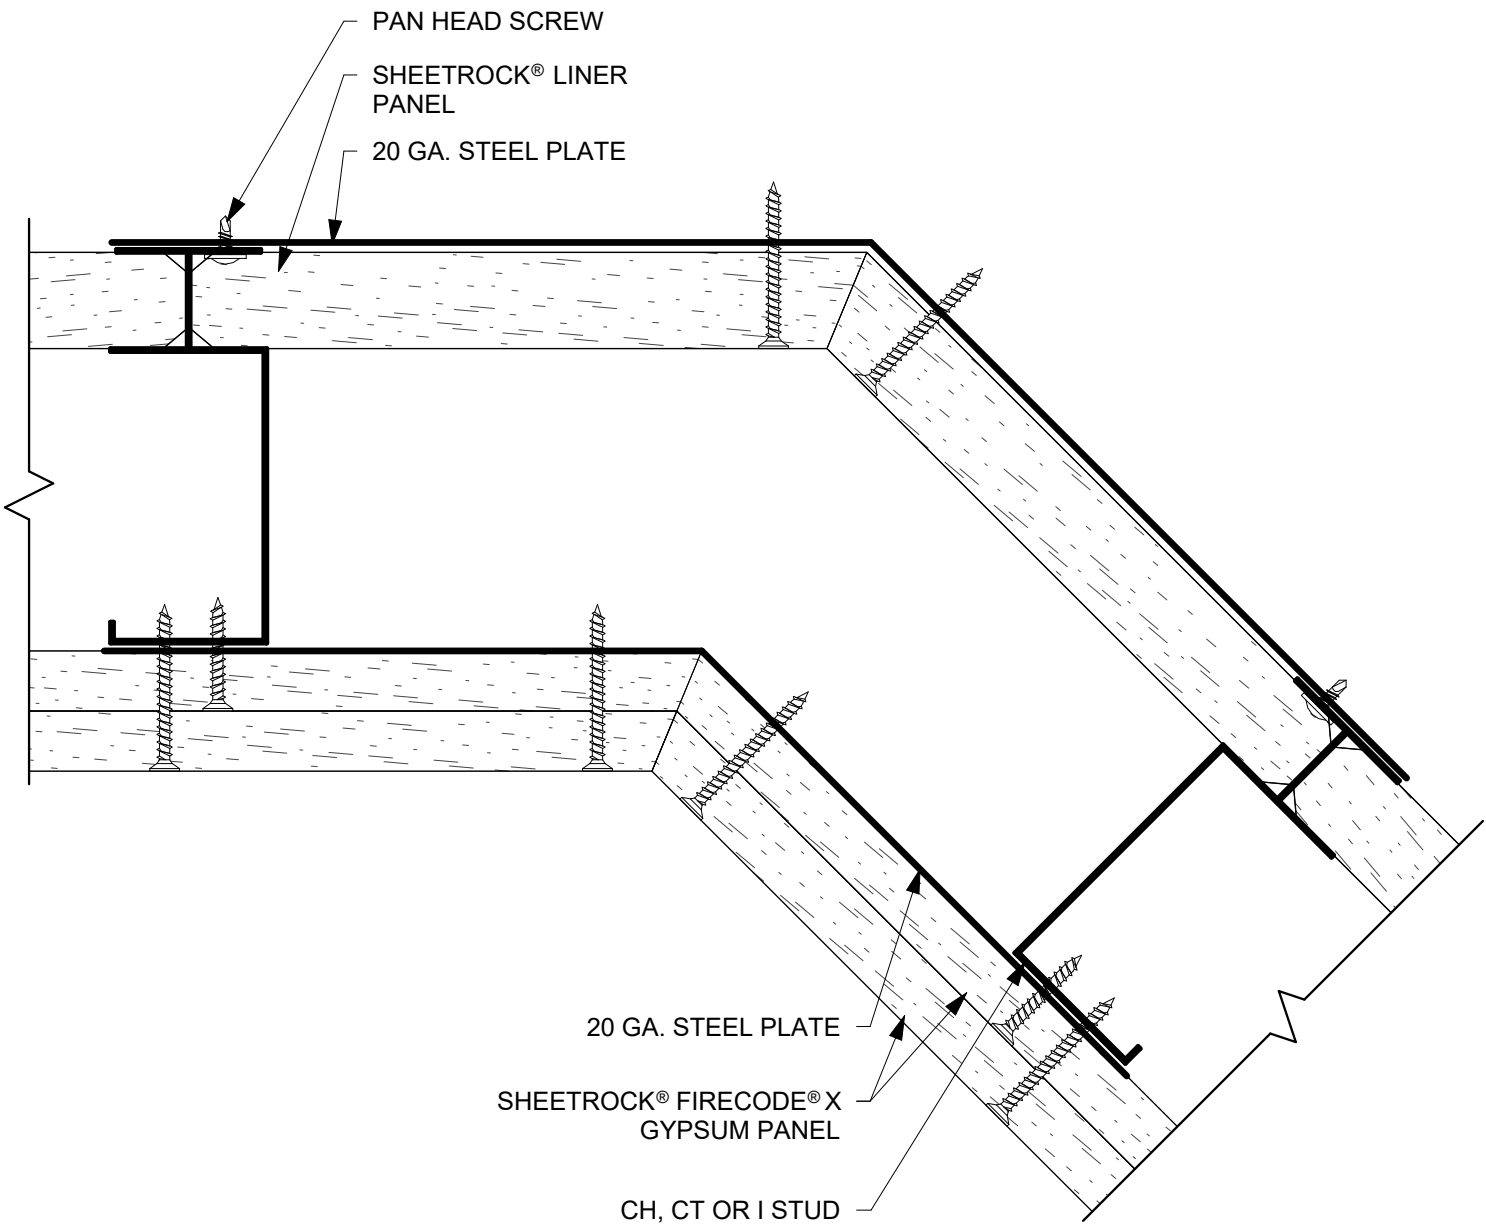 PAN HEAD SCREW
SHEETROCK® LINER
PANEL
20 GA. STEEL PLATE
20 GA. STEEL PLATE
SHEETROCK® FIRECODE® X
GYPSUM PANEL
CH, CT OR I STUD